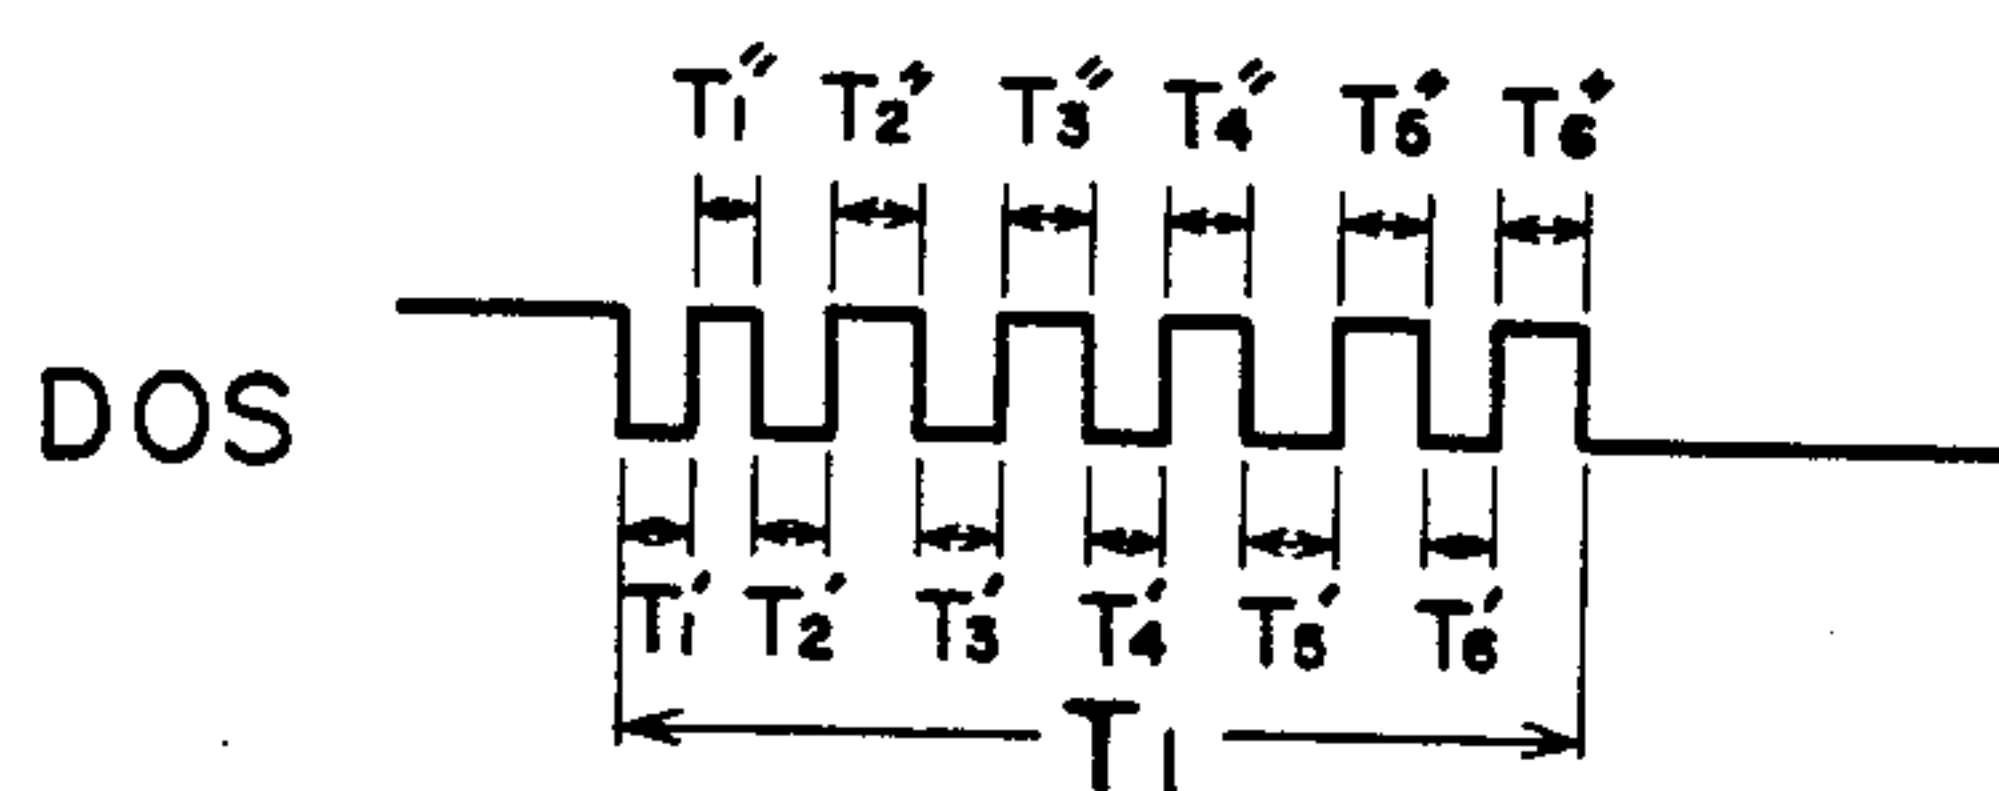 T₁″ T₂″ T₃″ T₄″ T₅″ T₆″
DOS
T₁′ T₂′ T₃′ T₄′ T₅′ T₆′
T₁